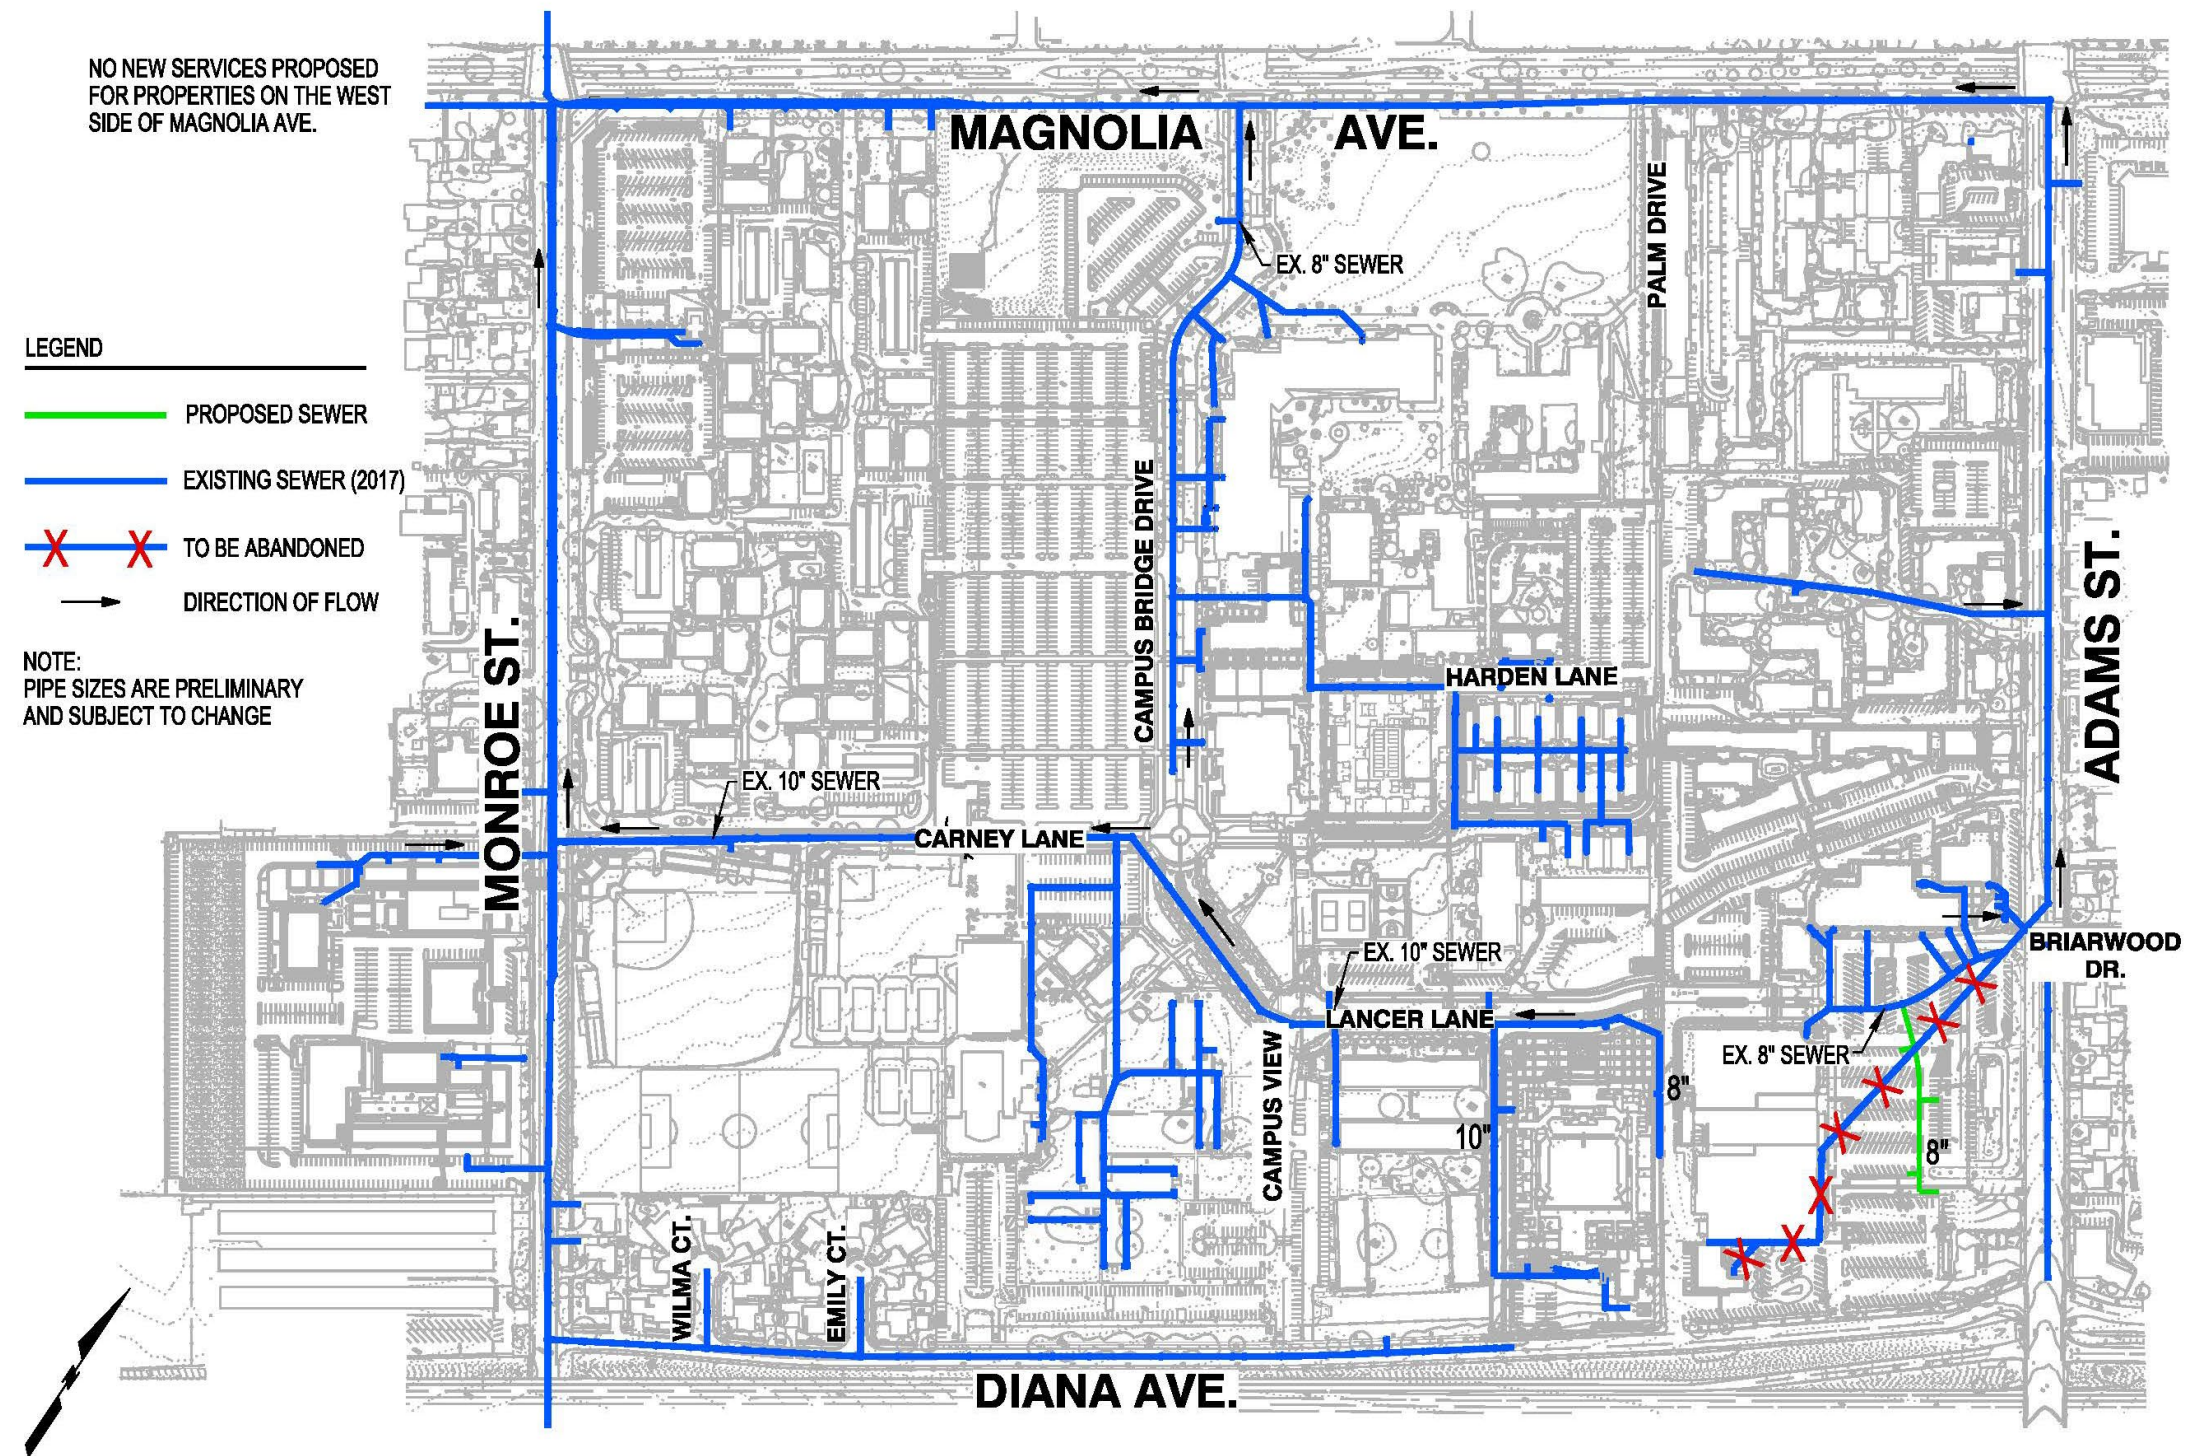 NO NEW SERVICES PROPOSED
FOR PROPERTIES ON THE WEST
SIDE OF MAGNOLIA AVE.
MAGNOLIA AVE.
PALM DRIVE
EX. 8" SEWER
LEGEND
PROPOSED SEWER
EXISTING SEWER (2017)
TO BE ABANDONED
DIRECTION OF FLOW
NOTE:
PIPE SIZES ARE PRELIMINARY
AND SUBJECT TO CHANGE
MONROE ST.
CAMPUS BRIDGE DRIVE
HARDEN LANE
ADAMS ST.
EX. 10" SEWER
CARNEY LANE
EX. 10" SEWER
LANCER LANE
BRIARWOOD
DR.
EX. 8" SEWER
CAMPUS VIEW
8"
10"
8"
WILMA CT.
EMILY CT.
DIANA AVE.